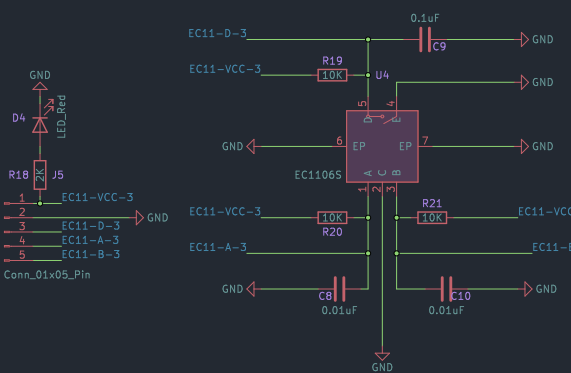 0.1uF
EC11-D-3
C9
GND
R19
EC11-VCC-3
10K
U4
GND
GND
D4
LED_Red
5
4
D
E
GND
6
EP
EP
7
GND
EC1106S
A
C
B
1
2
3
R18
2K
J5
1
EC11-VCC-3
2
GND
3
EC11-D-3
4
EC11-A-3
5
EC11-B-3
Conn_01x05_Pin
EC11-VCC-3
10K
R20
R21
10K
EC11-VCC
EC11-A-3
EC11-
GND
C8
0.01uF
C10
0.01uF
GND
GND